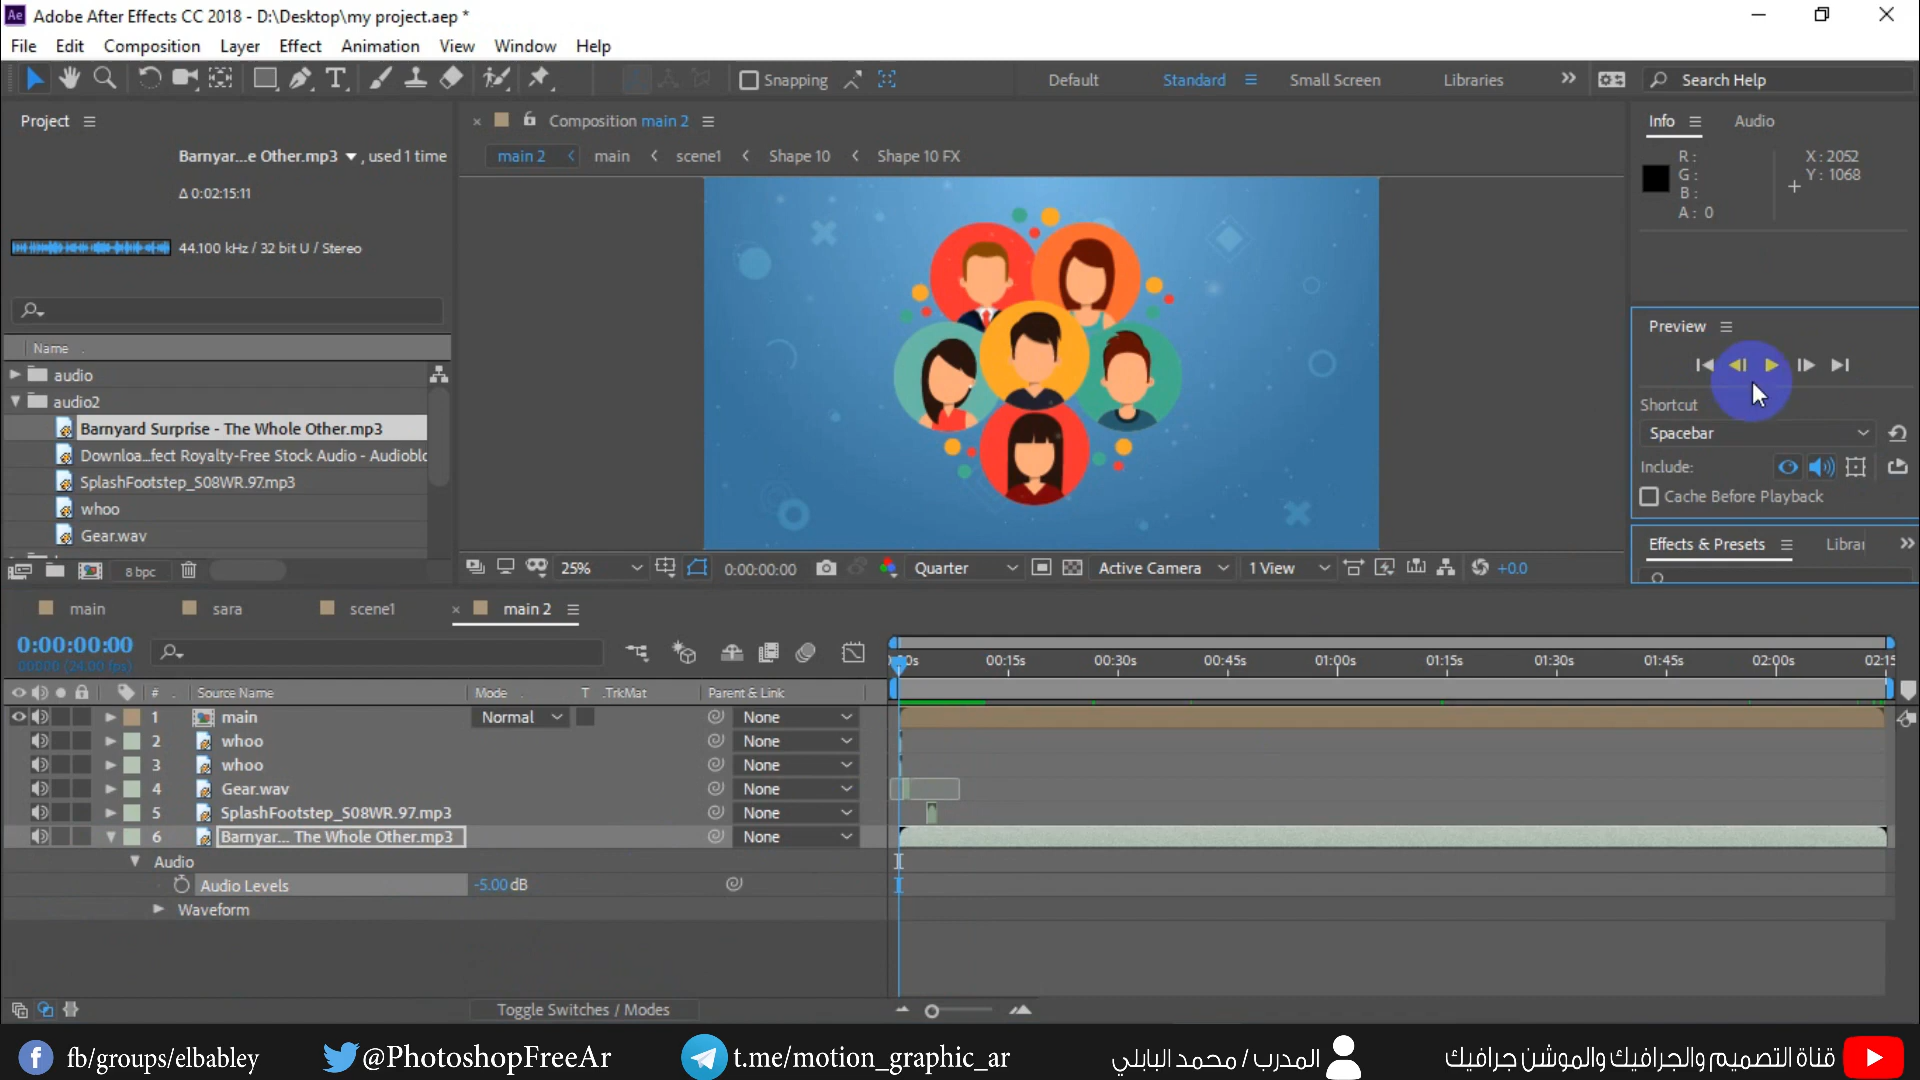 Ae Adobe After Effects CC 2018 - D:\Desktop\my project.aep *
File Edit Composition Layer Effect Animation View Window Help
Snapping Default Standard Small Screen Libraries Search Help
Project
Barnyar...e Other.mp3 , used 1 time
Δ 0:02:15:11
44.100 kHz / 32 bit U / Stereo
Name
audio
audio2
Barnyard Surprise - The Whole Other.mp3
Downloa...fect Royalty-Free Stock Audio - Audioblo
SplashFootstep_S08WR.97.mp3
whoo
Gear.wav
8 bpc
Composition main 2
main 2 main scene1 Shape 10 Shape 10 FX
25% 0:00:00:00 Quarter Active Camera 1 View +0.0
Info Audio
R : X : 2052
G : Y : 1068
B :
A : 0
Preview
Shortcut
Spacebar
Include:
Cache Before Playback
Effects & Presets Librar
main sara scene1 main 2
0:00:00:00
00000 (24.00 fps)
00s 00:15s 00:30s 00:45s 01:00s 01:15s 01:30s 01:45s 02:00s 02:15
# Source Name Mode T .TrkMat Parent & Link
1 main Normal None
2 whoo None
3 whoo None
4 Gear.wav None
5 SplashFootstep_S08WR.97.mp3 None
6 Barnyar... The Whole Other.mp3 None
Audio
Audio Levels -5.00 dB
Waveform
Toggle Switches / Modes
fb/groups/elbabley @PhotoshopFreeAr t.me/motion_graphic_ar المدرب / محمد البابلي قناة التصميم والجرافيك والموشن جرافيك